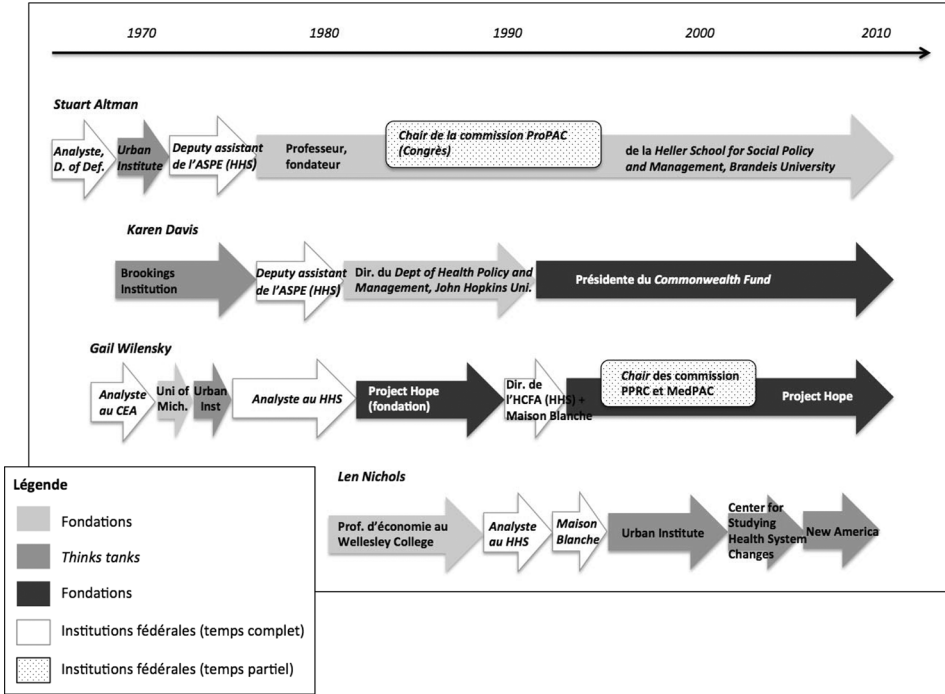 1970 1980 1990 2000 2010
Stuart Altman
Analyste,
D. of Def.
Urban
Institute
Deputy assistant
de l'ASPE (HHS)
Professeur,
fondateur
Chair de la commission ProPAC
(Congrès)
de la Heller School for Social Policy
and Management, Brandeis University
Karen Davis
Brookings
Institution
Deputy assistant
de l'ASPE (HHS)
Dir. du Dept of Health Policy and
Management, John Hopkins Uni.
Présidente du Commonwealth Fund
Gail Wilensky
Analyste
au CEA
Uni of
Mich.
Urban
Inst
Analyste au HHS
Project Hope
(fondation)
Dir. de
l'HCFA (HHS) +
Maison Blanche
Chair des commission
PPRC et MedPAC
Project Hope
Len Nichols
Prof. d'économie au
Wellesley College
Analyste
au HHS
Maison
Blanche
Urban Institute
Center for
Studying
Health System
Changes
New America
Légende
Fondations
Thinks tanks
Fondations
Institutions fédérales (temps complet)
Institutions fédérales (temps partiel)